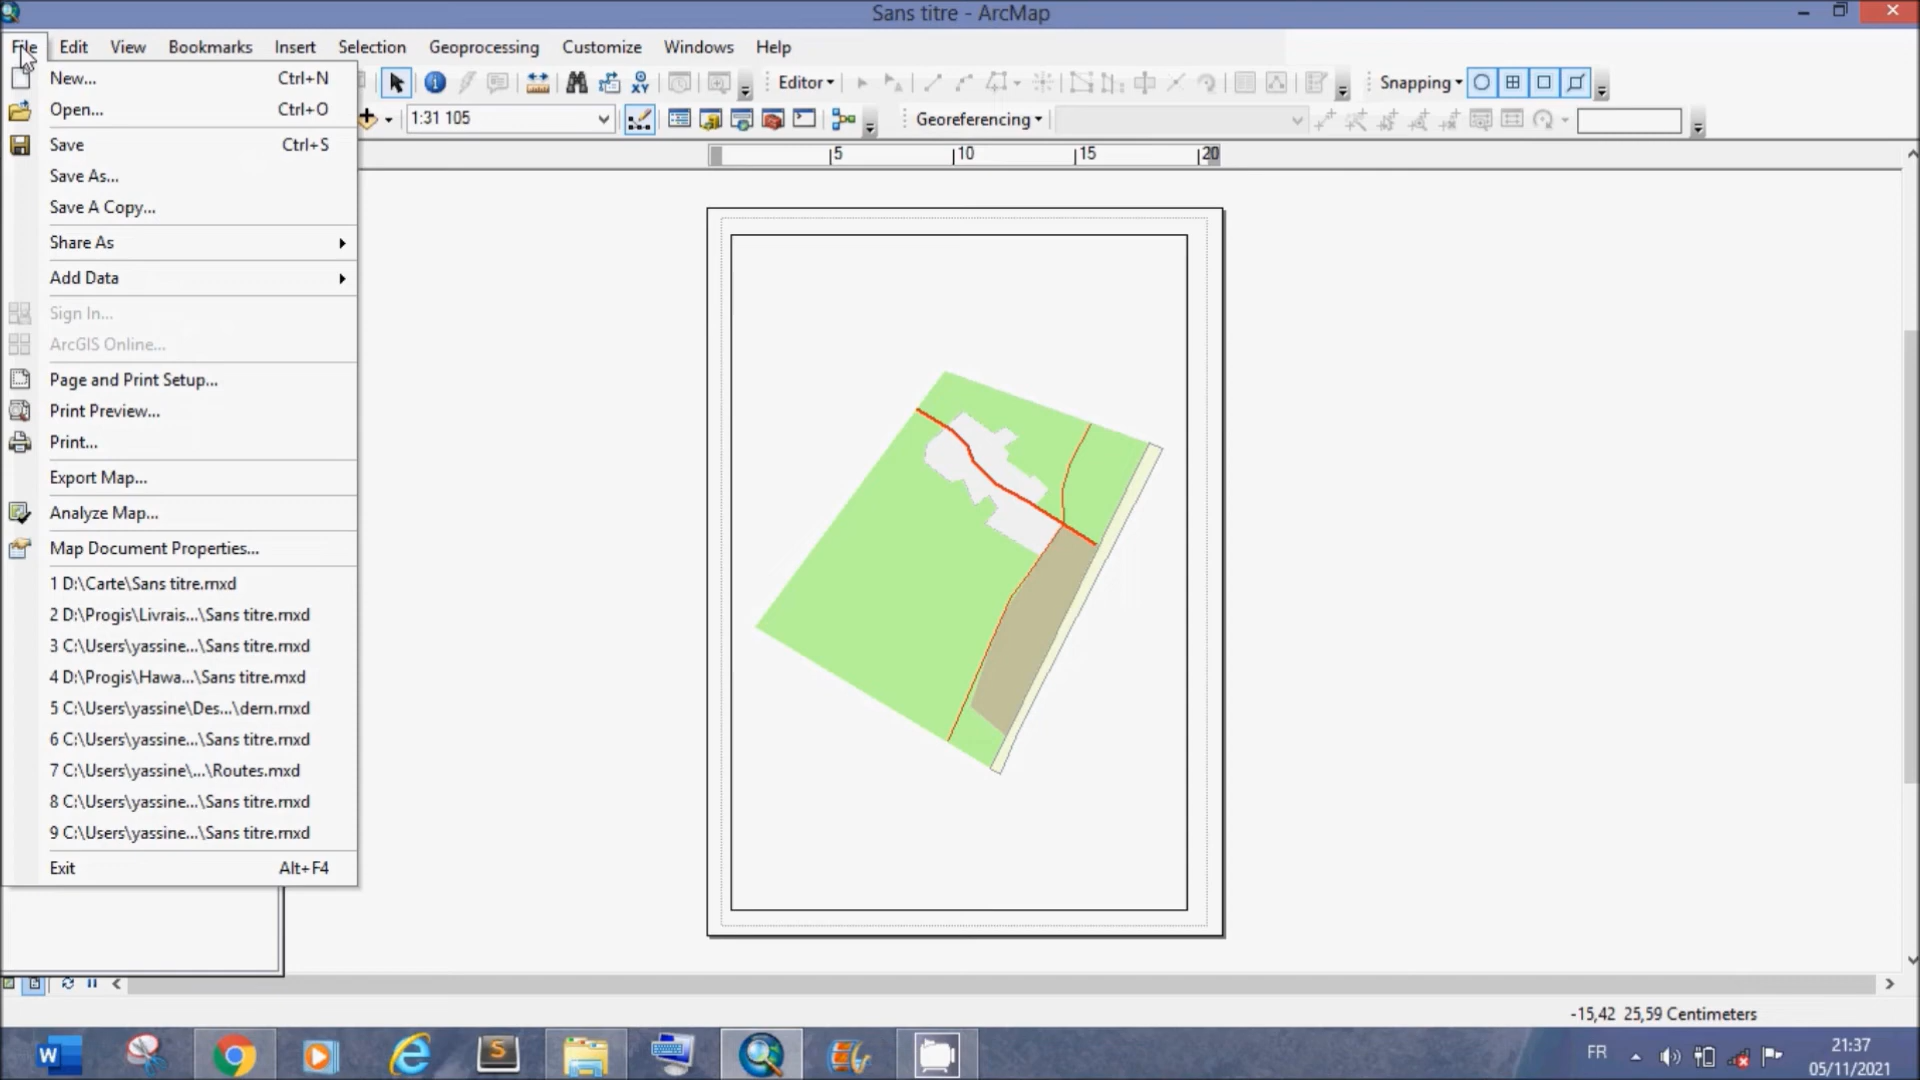 Sans titre - ArcMap
File Edit View Bookmarks Insert Selection Geoprocessing Customize Windows Help
New... Ctrl+N
Editor
Snapping
Open... Ctrl+O
1:31 105
Georeferencing
Save Ctrl+S
5 10 15 20
Save As...
Save A Copy...
Share As
Add Data
Sign In...
ArcGIS Online...
Page and Print Setup...
Print Preview...
Print...
Export Map...
Analyze Map...
Map Document Properties...
1 D:\Carte\Sans titre.mxd
2 D:\Progis\Livrais...\Sans titre.mxd
3 C:\Users\yassine...\Sans titre.mxd
4 D:\Progis\Hawa...\Sans titre.mxd
5 C:\Users\yassine\Des...\dern.mxd
6 C:\Users\yassine...\Sans titre.mxd
7 C:\Users\yassine\...\Routes.mxd
8 C:\Users\yassine...\Sans titre.mxd
9 C:\Users\yassine...\Sans titre.mxd
Exit Alt+F4
-15,42 25,59 Centimeters
FR
21:37
05/11/2021